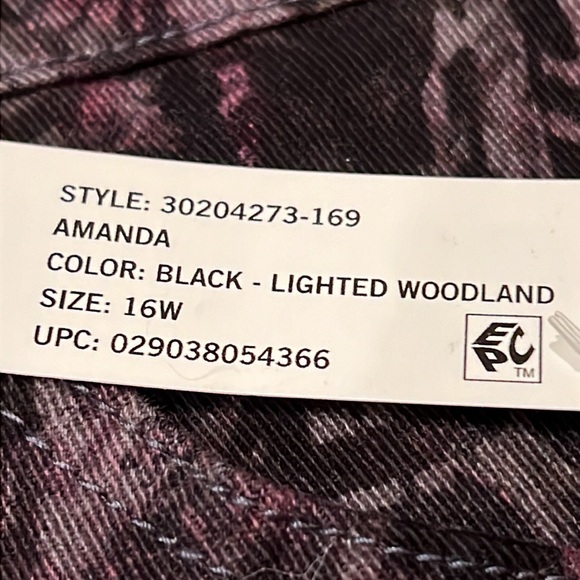 STYLE: 30204273-169
AMANDA
COLOR: BLACK - LIGHTED WOODLAND
SIZE: 16W
UPC: 029038054366
EPC
TM